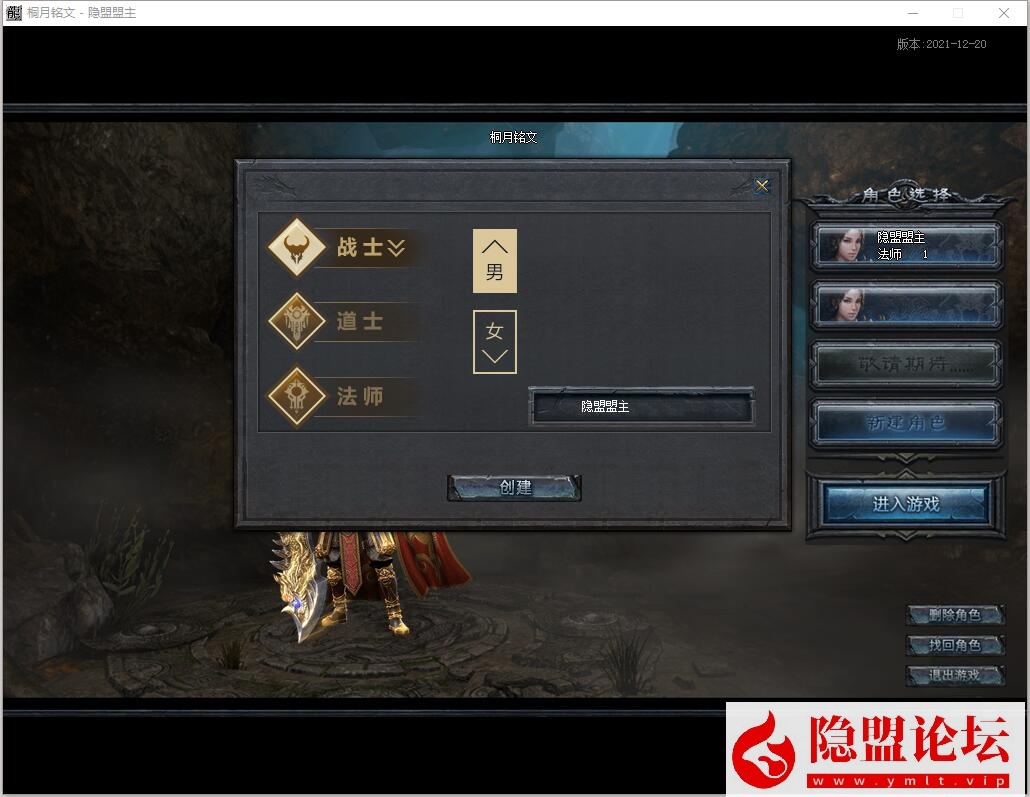 桐月铭文 - 隐盟盟主
版本:2021-12-20
桐月铭文
角色选择
战士
男
隐盟盟主
法师 1
道士
女
敬请期待......
法师
隐盟盟主
新建角色
创建
进入游戏
删除角色
找回角色
退出游戏
隐盟论坛
www.ymlt.vip